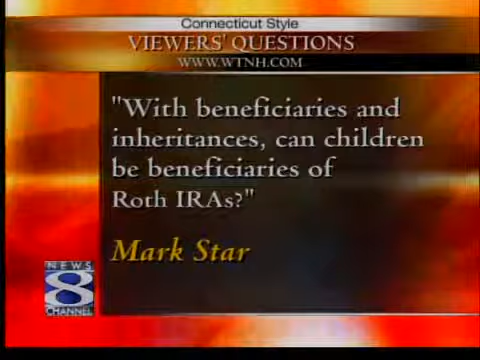 Connecticut Style
VIEWERS' QUESTIONS
WWW.WTNH.COM
"With beneficiaries and
inheritances, can children
be beneficiaries of
Roth IRAs?"
Mark Star
NEWS
8
CHANNEL